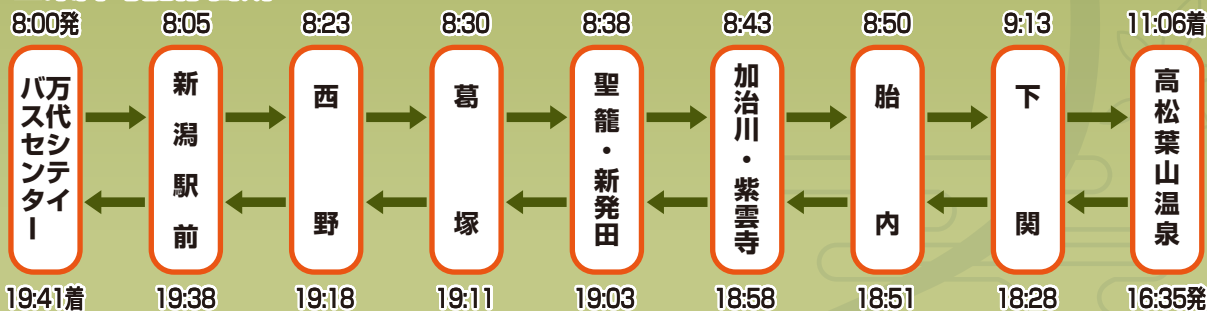 8:00発 8:05 8:23 8:30 8:38 8:43 8:50 9:13 11:06着
万代シテイ
バスセンター
新潟駅前
西野
葛塚
聖籠・新発田
加治川・紫雲寺
胎内
下関
高松葉山温泉
19:41着 19:38 19:18 19:11 19:03 18:58 18:51 18:28 16:35発